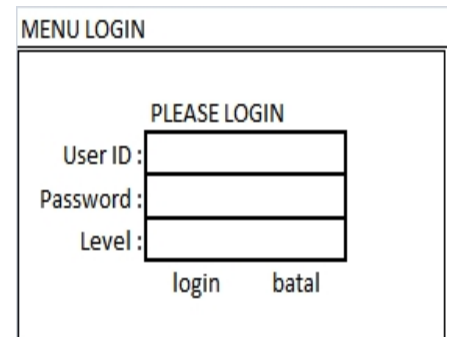 MENU LOGIN
PLEASE LOGIN
User ID :
Password :
Level :
login batal